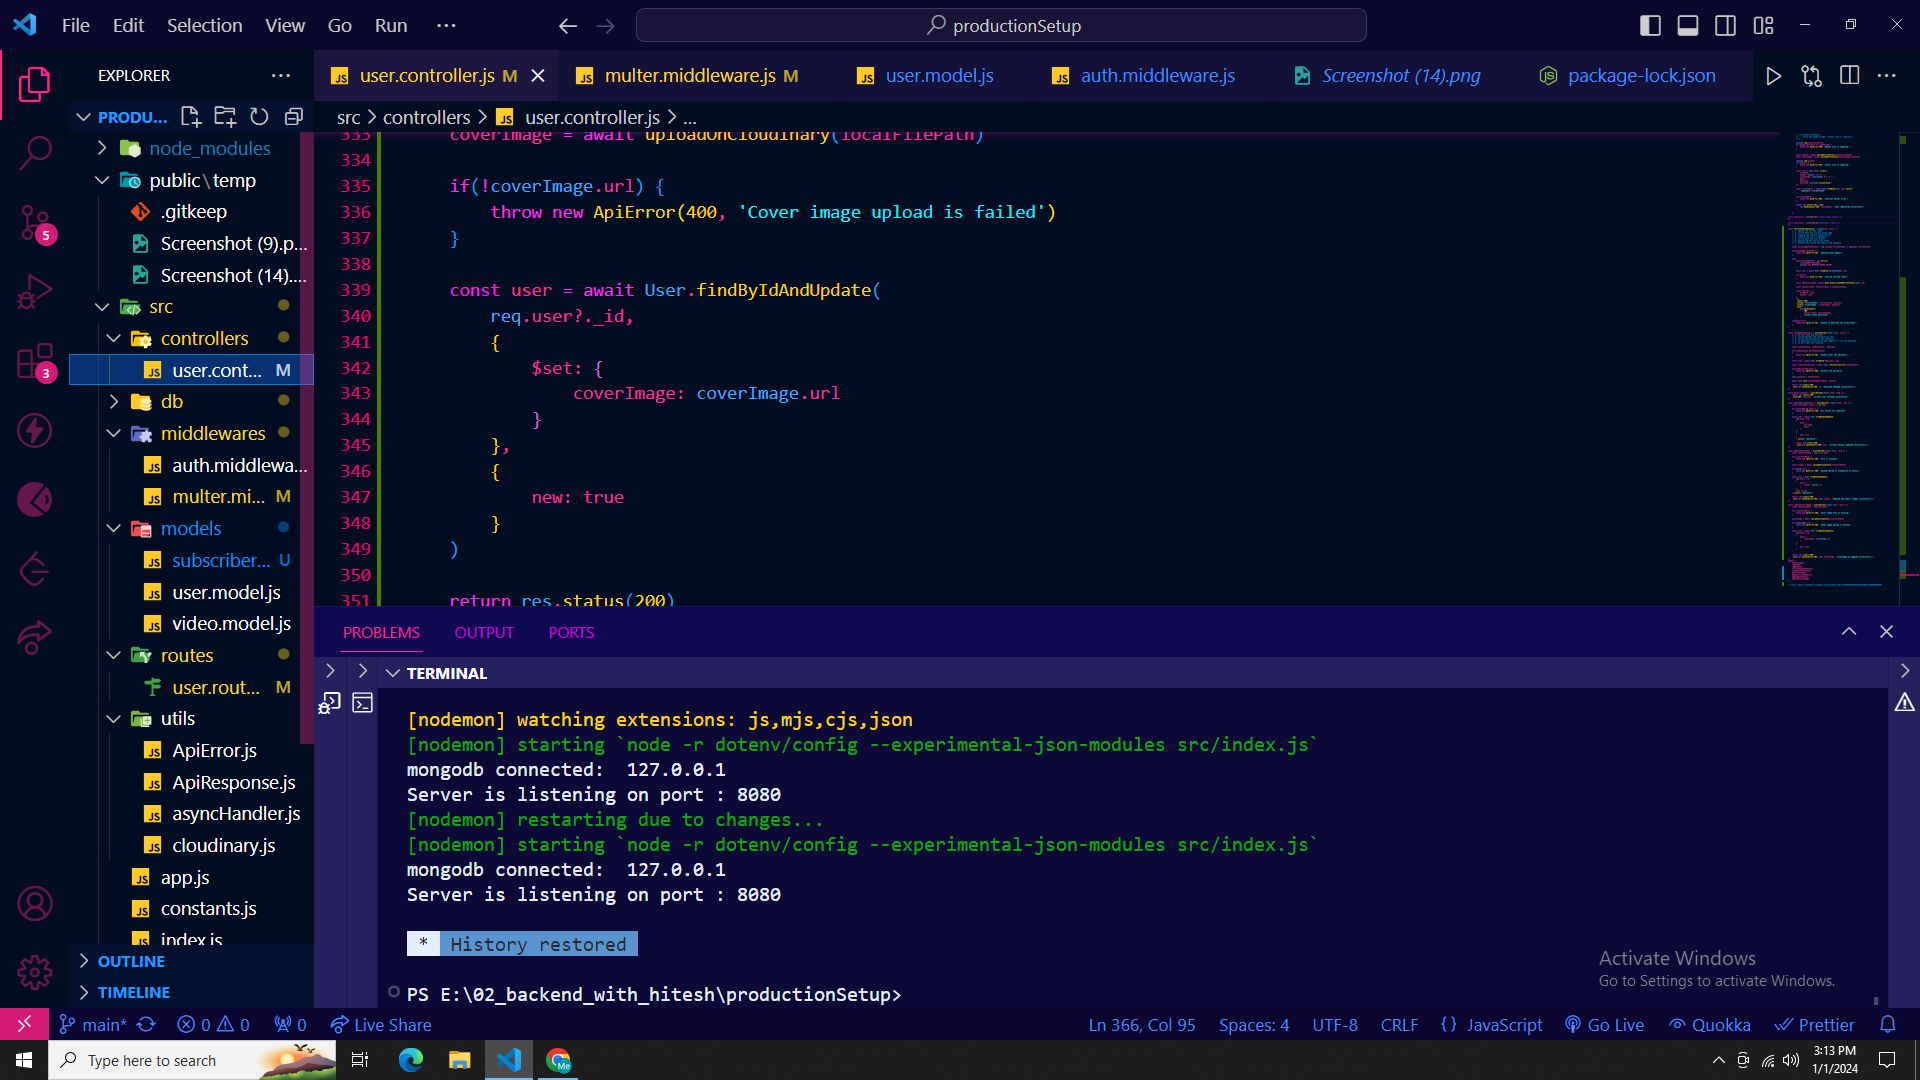 File Edit Selection View Go Run ···
productionSetup
EXPLORER ···
user.controller.js M
multer.middleware.js M
user.model.js
auth.middleware.js
Screenshot (14).png
package-lock.json
PRODU...
src > controllers > user.controller.js > ...
node_modules
public\temp
.gitkeep
Screenshot (9).p...
Screenshot (14)....
src
controllers
user.cont... M
db
middlewares
auth.middlewa...
multer.mi... M
models
subscriber... U
user.model.js
video.model.js
routes
user.rout... M
utils
ApiError.js
ApiResponse.js
asyncHandler.js
cloudinary.js
app.js
constants.js
index.js
OUTLINE
TIMELINE
5
3
333 coverImage = await uploadOnCloudinary(localFilePath)
334
335 if(!coverImage.url) {
336 throw new ApiError(400, 'Cover image upload is failed')
337 }
338
339 const user = await User.findByIdAndUpdate(
340 req.user?._id,
341 {
342 $set: {
343 coverImage: coverImage.url
344 }
345 },
346 {
347 new: true
348 }
349 )
350
351 return res.status(200)
PROBLEMS OUTPUT PORTS
TERMINAL
[nodemon] watching extensions: js,mjs,cjs,json
[nodemon] starting `node -r dotenv/config --experimental-json-modules src/index.js`
mongodb connected:  127.0.0.1
Server is listening on port : 8080
[nodemon] restarting due to changes...
[nodemon] starting `node -r dotenv/config --experimental-json-modules src/index.js`
mongodb connected:  127.0.0.1
Server is listening on port : 8080
* History restored
PS E:\02_backend_with_hitesh\productionSetup>
Activate Windows
Go to Settings to activate Windows.
main* 0 0 0 Live Share
Ln 366, Col 95 Spaces: 4 UTF-8 CRLF {} JavaScript Go Live Quokka Prettier
Type here to search
Me
3:13 PM
1/1/2024